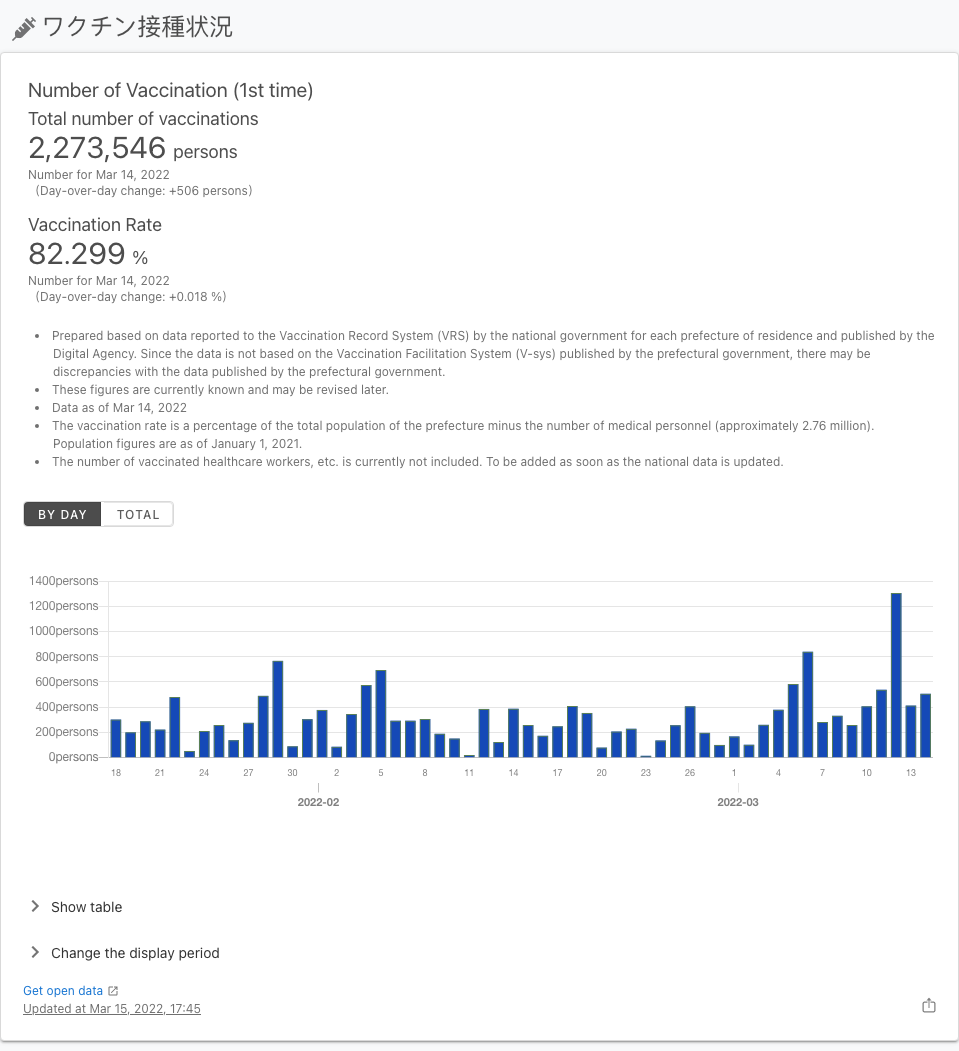 ワクチン接種状況
Number of Vaccination (1st time)
Total number of vaccinations
2,273,546 persons
Number for Mar 14, 2022
(Day-over-day change: +506 persons)
Vaccination Rate
82.299 %
Number for Mar 14, 2022
(Day-over-day change: +0.018 %)
• Prepared based on data reported to the Vaccination Record System (VRS) by the national government for each prefecture of residence and published by the
Digital Agency. Since the data is not based on the Vaccination Facilitation System (V-sys) published by the prefectural government, there may be
discrepancies with the data published by the prefectural government.
• These figures are currently known and may be revised later.
• Data as of Mar 14, 2022
• The vaccination rate is a percentage of the total population of the prefecture minus the number of medical personnel (approximately 2.76 million).
Population figures are as of January 1, 2021.
• The number of vaccinated healthcare workers, etc. is currently not included. To be added as soon as the national data is updated.
BY DAY TOTAL
1400persons
1200persons
1000persons
800persons
600persons
400persons
200persons
0persons
18 21 24 27 30 2 5 8 11 14 17 20 23 26 1 4 7 10 13
2022-02 2022-03
Show table
Change the display period
Get open data
Updated at Mar 15, 2022, 17:45